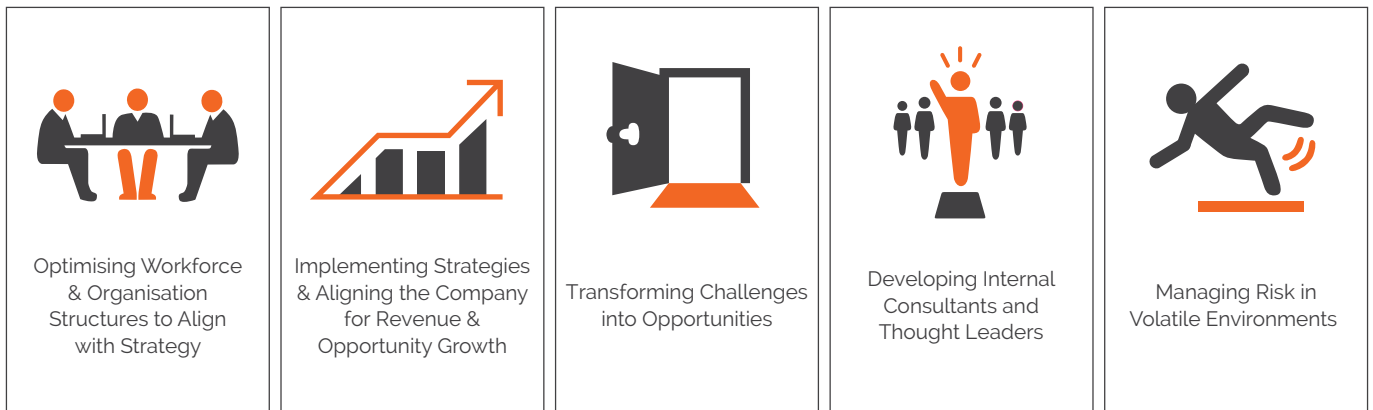 Optimising Workforce
& Organisation
Structures to Align
with Strategy
Implementing Strategies
& Aligning the Company
for Revenue &
Opportunity Growth
Transforming Challenges
into Opportunities
Developing Internal
Consultants and
Thought Leaders
Managing Risk in
Volatile Environments